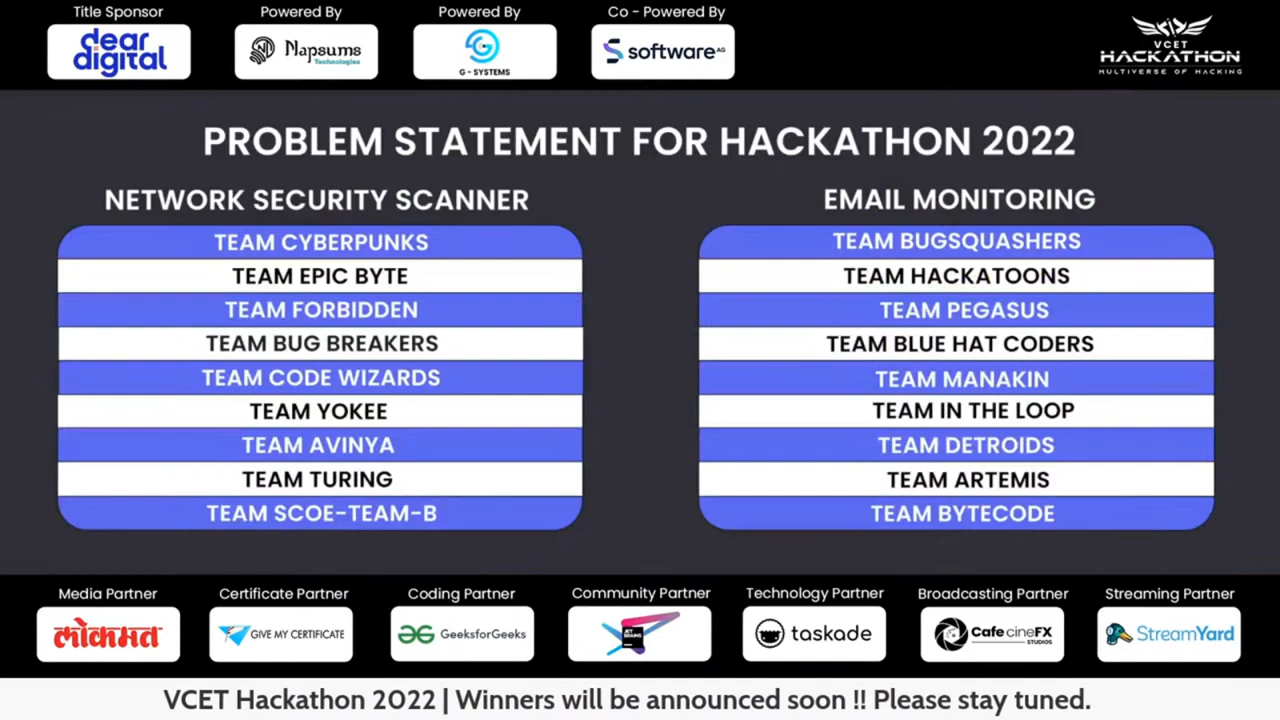 Title Sponsor
Powered By
Powered By
Co - Powered By
dear digital
Napsums Technologies
G - SYSTEMS
software AG
VCET
HACKATHON
MULTIVERSE OF HACKING
PROBLEM STATEMENT FOR HACKATHON 2022
NETWORK SECURITY SCANNER
TEAM CYBERPUNKS
TEAM EPIC BYTE
TEAM FORBIDDEN
TEAM BUG BREAKERS
TEAM CODE WIZARDS
TEAM YOKEE
TEAM AVINYA
TEAM TURING
TEAM SCOE-TEAM-B
EMAIL MONITORING
TEAM BUGSQUASHERS
TEAM HACKATOONS
TEAM PEGASUS
TEAM BLUE HAT CODERS
TEAM MANAKIN
TEAM IN THE LOOP
TEAM DETROIDS
TEAM ARTEMIS
TEAM BYTECODE
Media Partner
लोकमत
Certificate Partner
GIVE MY CERTIFICATE
Coding Partner
GeeksforGeeks
Community Partner
JET BRAINS
Technology Partner
taskade
Broadcasting Partner
Cafe cineFX
STUDIOS
Streaming Partner
StreamYard
VCET Hackathon 2022 | Winners will be announced soon !! Please stay tuned.